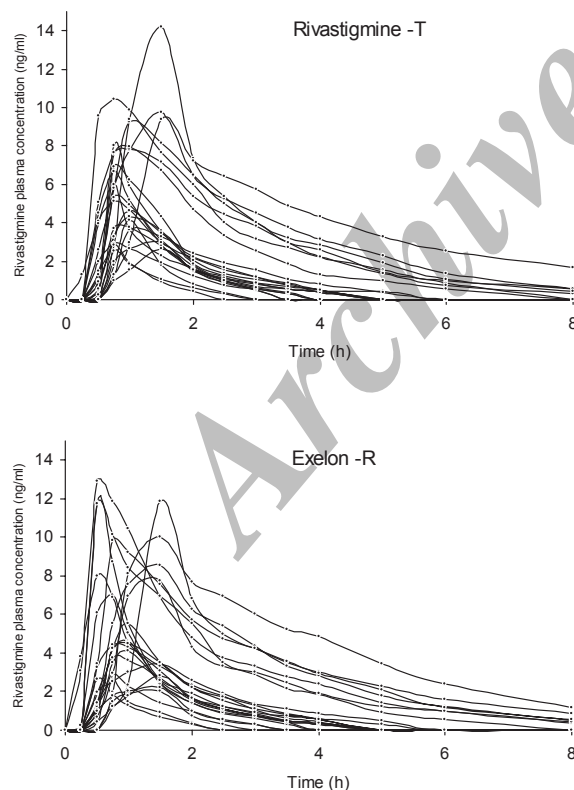 Rivastigmine -T
Rivastigmine plasma concentration (ng/ml)
14
12
10
8
6
4
2
0
0 2 4 6 8
Time (h)
Archive
Exelon -R
Rivastigmine plasma concentration (ng/ml)
14
12
10
8
6
4
2
0
0 2 4 6 8
Time (h)